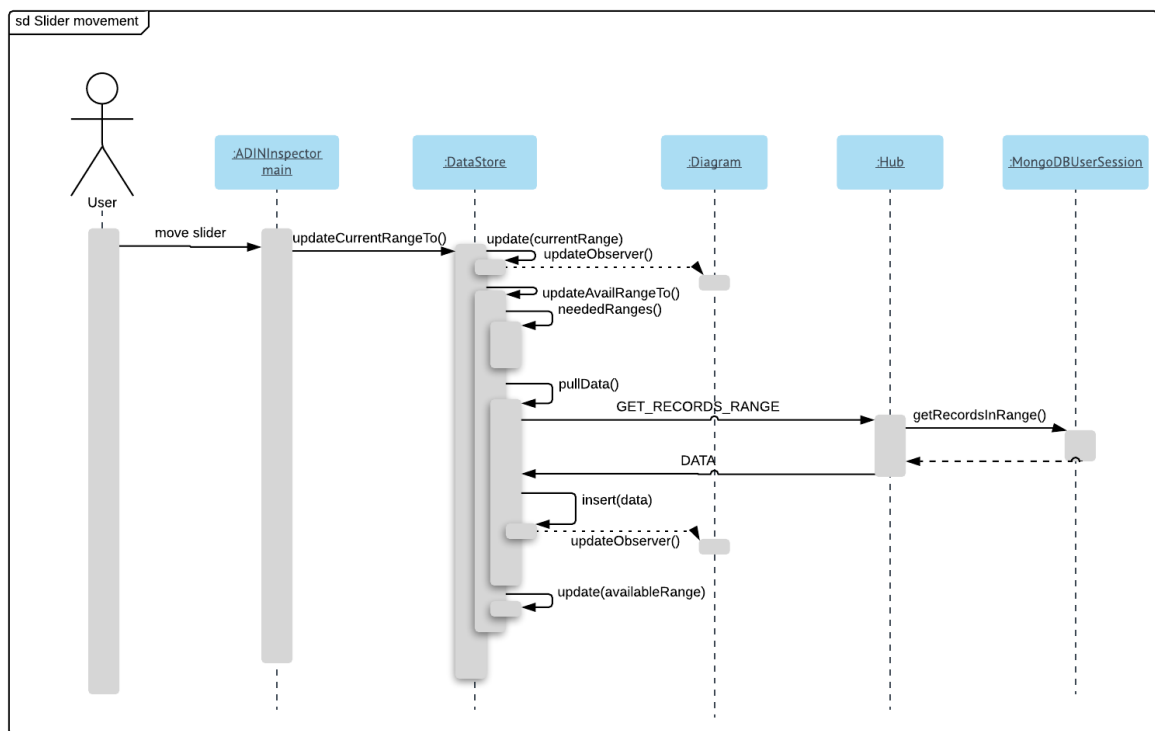 sd Slider movement
:ADINInspector
main
:DataStore
:Diagram
:Hub
:MongoDBUserSession
User
move slider
updateCurrentRangeTo()
update(currentRange)
updateObserver()
updateAvailRangeTo()
neededRanges()
pullData()
GET_RECORDS_RANGE
getRecordsInRange()
DATA
insert(data)
updateObserver()
update(availableRange)